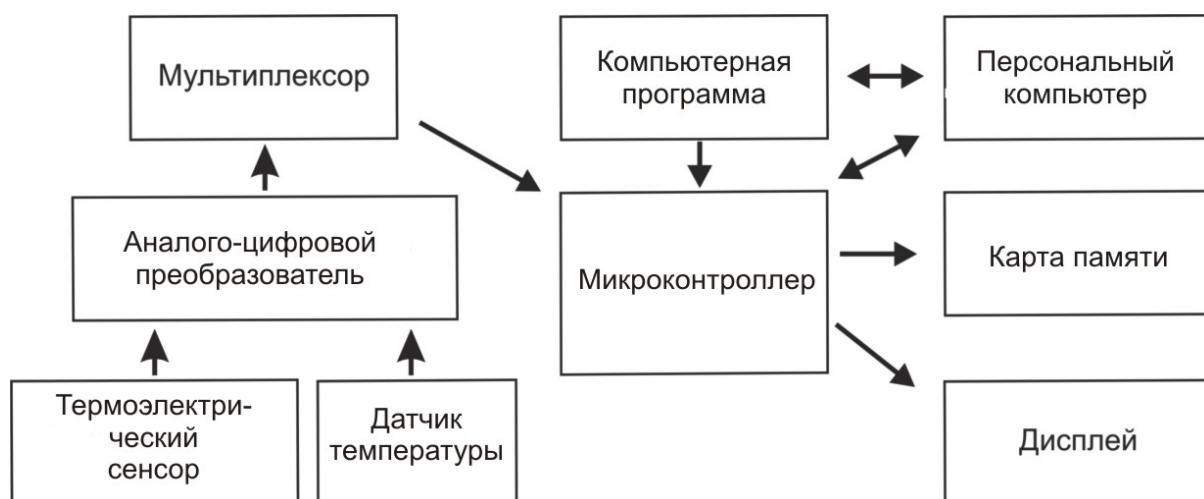 Мультиплексор
Компьютерная
программа
Персональный
компьютер
Аналого-цифровой
преобразователь
Микроконтроллер
Карта памяти
Термоэлектри-
ческий
сенсор
Датчик
температуры
Дисплей